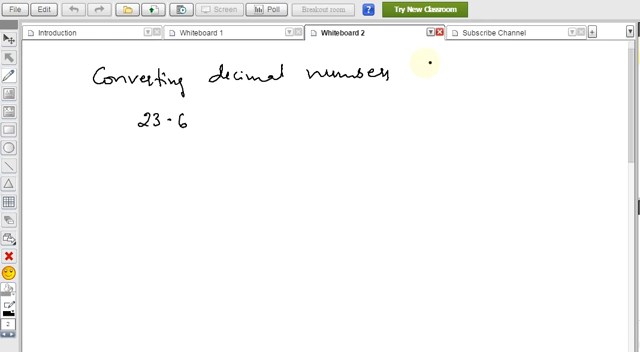 File Edit Screen Poll Breakout room ? Try New Classroom
Introduction Whiteboard 1 Whiteboard 2 Subscribe Channel
Converting decimal numbers
23.6
2